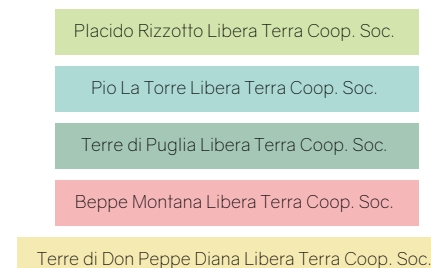 Placido Rizzotto Libera Terra Coop. Soc.
Pio La Torre Libera Terra Coop. Soc.
Terre di Puglia Libera Terra Coop. Soc.
Beppe Montana Libera Terra Coop. Soc.
Terre di Don Peppe Diana Libera Terra Coop. Soc.